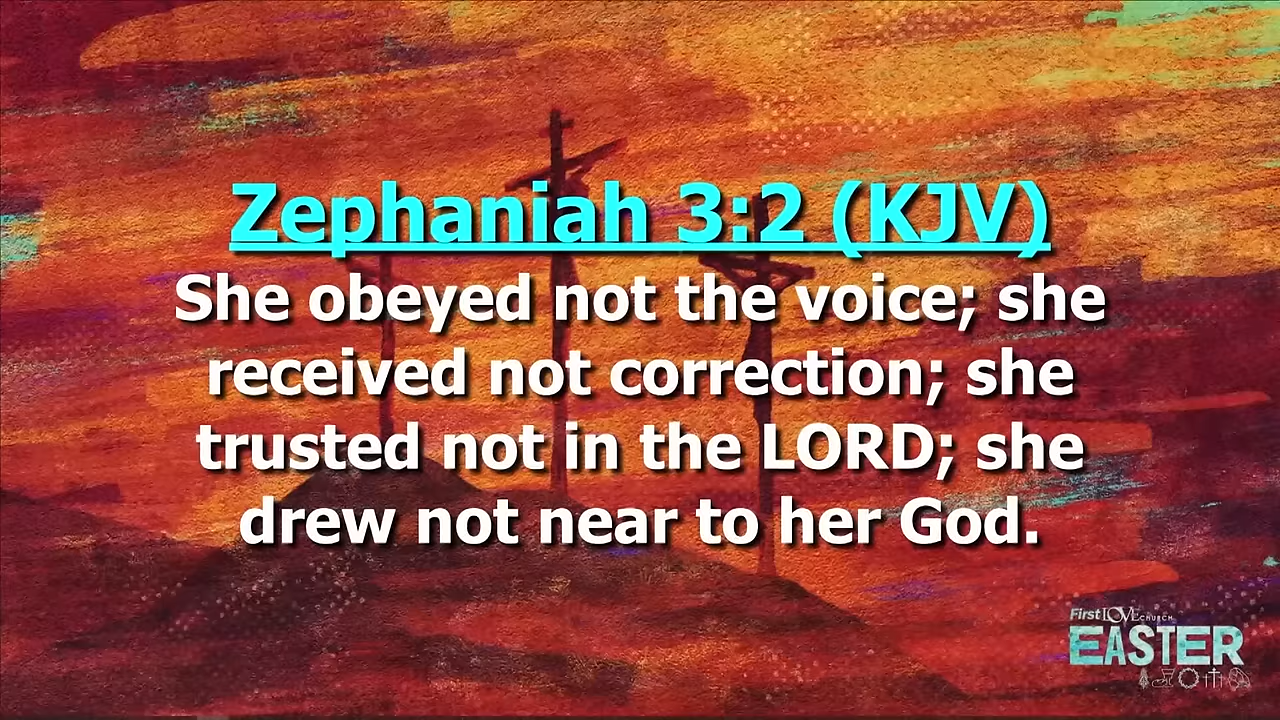 Zephaniah 3:2 (KJV)
She obeyed not the voice; she
received not correction; she
trusted not in the LORD; she
drew not near to her God.
First LOVE CHURCH
EASTER